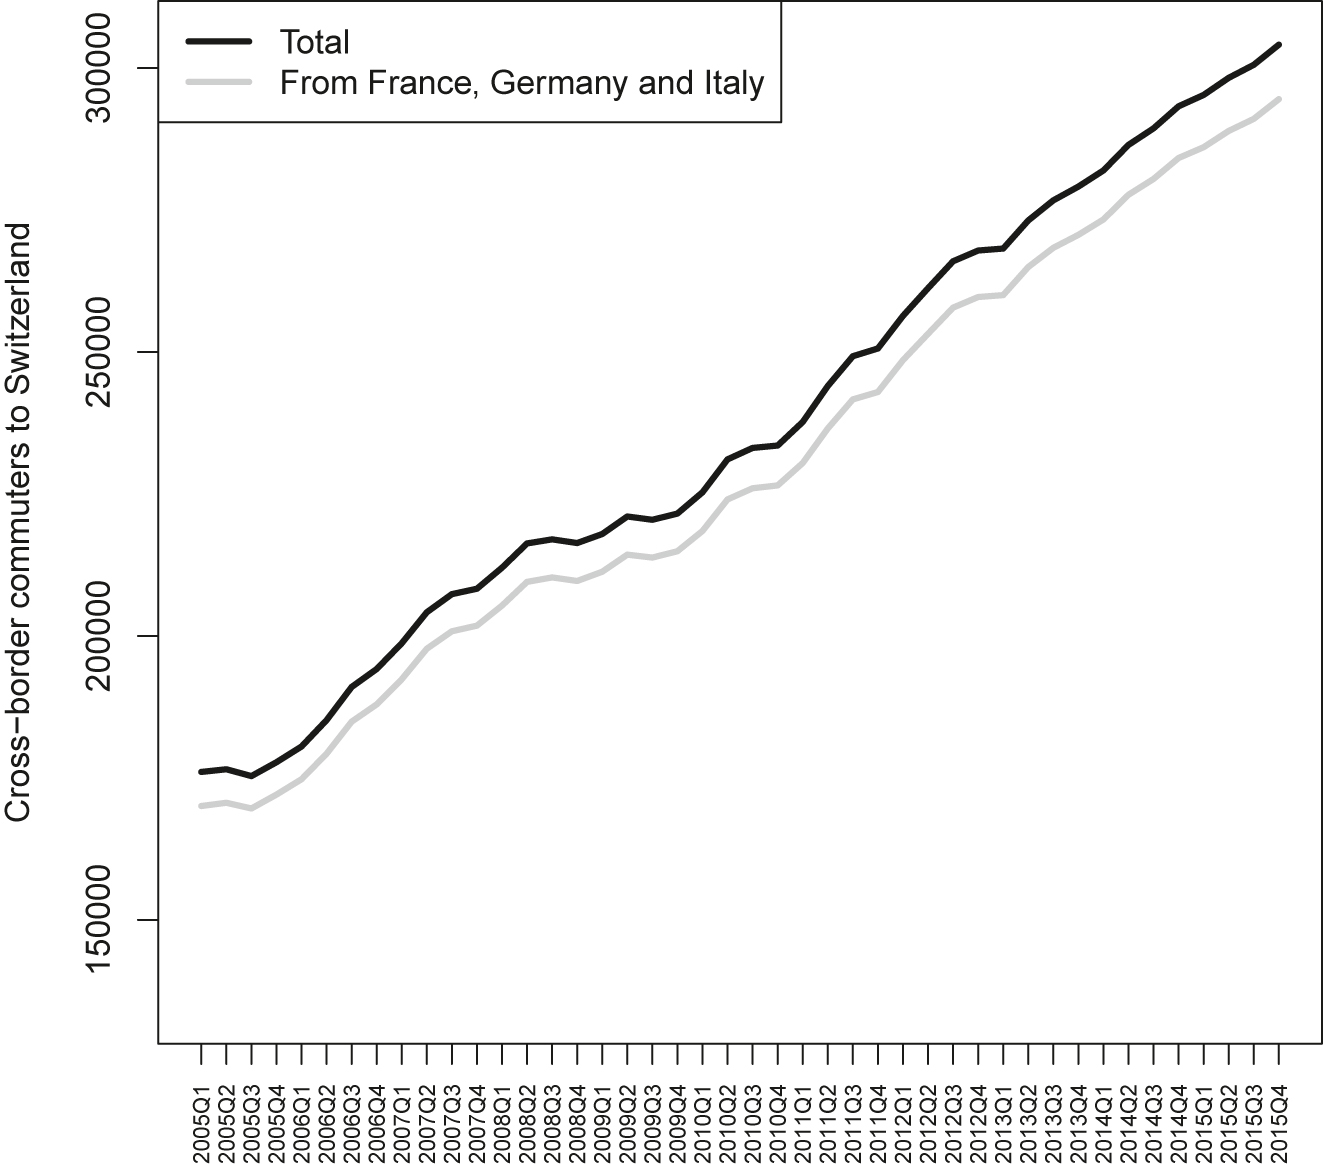 Total
From France, Germany and Italy
Cross−border commuters to Switzerland
300000
250000
200000
150000
2005Q1
2005Q2
2005Q3
2005Q4
2006Q1
2006Q2
2006Q3
2006Q4
2007Q1
2007Q2
2007Q3
2007Q4
2008Q1
2008Q2
2008Q3
2008Q4
2009Q1
2009Q2
2009Q3
2009Q4
2010Q1
2010Q2
2010Q3
2010Q4
2011Q1
2011Q2
2011Q3
2011Q4
2012Q1
2012Q2
2012Q3
2012Q4
2013Q1
2013Q2
2013Q3
2013Q4
2014Q1
2014Q2
2014Q3
2014Q4
2015Q1
2015Q2
2015Q3
2015Q4